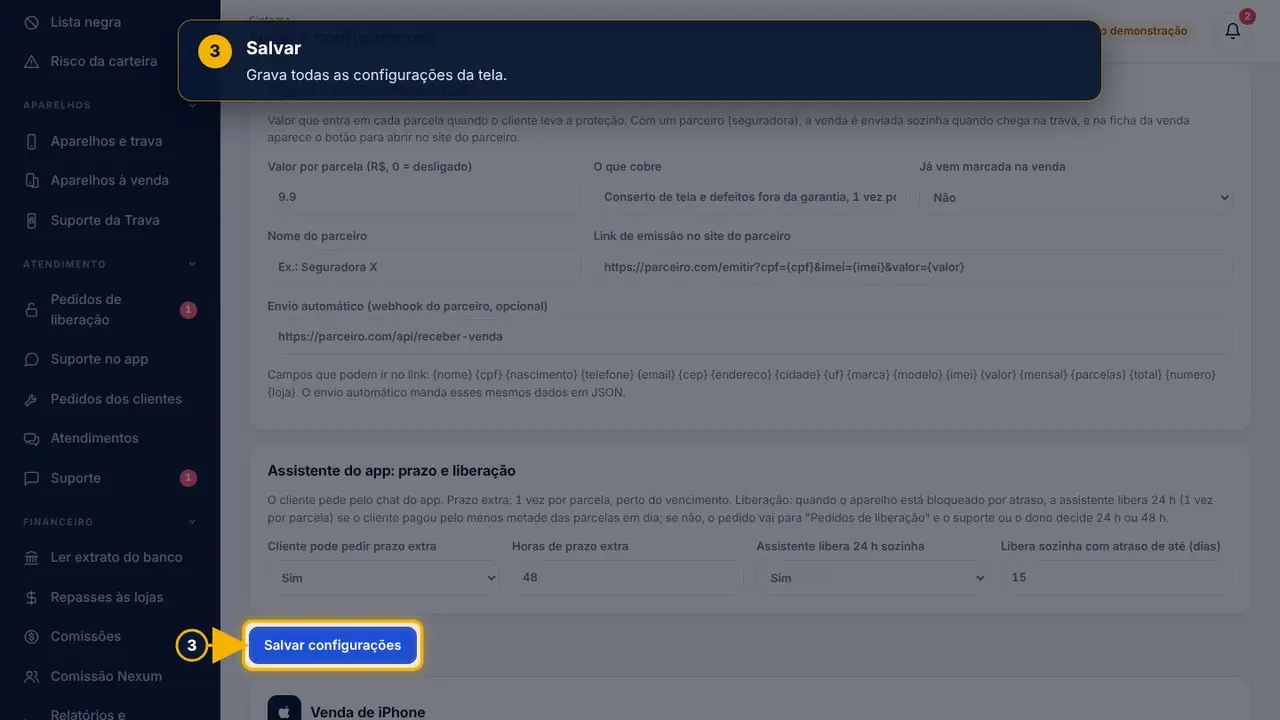 Lista negra
Risco da carteira
APARELHOS
Aparelhos e trava
Aparelhos à venda
Suporte da Trava
ATENDIMENTO
Pedidos de
liberação
1
Suporte no app
Pedidos dos clientes
Atendimentos
Suporte
1
FINANCEIRO
Ler extrato do banco
Repasses às lojas
Comissões
Comissão Nexum
Relatórios e
Sistema
demonstração
2
3
Salvar
Grava todas as configurações da tela.
Valor que entra em cada parcela quando o cliente leva a proteção. Com um parceiro (seguradora), a venda é enviada sozinha quando chega na trava, e na ficha da venda
aparece o botão para abrir no site do parceiro.
Valor por parcela (R$, 0 = desligado)
O que cobre
Já vem marcada na venda
9.9
Conserto de tela e defeitos fora da garantia, 1 vez po
Não
Nome do parceiro
Link de emissão no site do parceiro
Ex.: Seguradora X
https://parceiro.com/emitir?cpf={cpf}&imei={imei}&valor={valor}
Envio automático (webhook do parceiro, opcional)
https://parceiro.com/api/receber-venda
Campos que podem ir no link: {nome} {cpf} {nascimento} {telefone} {email} {cep} {endereco} {cidade} {uf} {marca} {modelo} {imei} {valor} {mensal} {parcelas} {total} {numero}
{loja}. O envio automático manda esses mesmos dados em JSON.
Assistente do app: prazo e liberação
O cliente pede pelo chat do app. Prazo extra: 1 vez por parcela, perto do vencimento. Liberação: quando o aparelho está bloqueado por atraso, a assistente libera 24 h (1 vez
por parcela) se o cliente pagou pelo menos metade das parcelas em dia; se não, o pedido vai para "Pedidos de liberação" e o suporte ou o dono decide 24 h ou 48 h.
Cliente pode pedir prazo extra
Horas de prazo extra
Assistente libera 24 h sozinha
Libera sozinha com atraso de até (dias)
Sim
48
Sim
15
3
Salvar configurações
Venda de iPhone